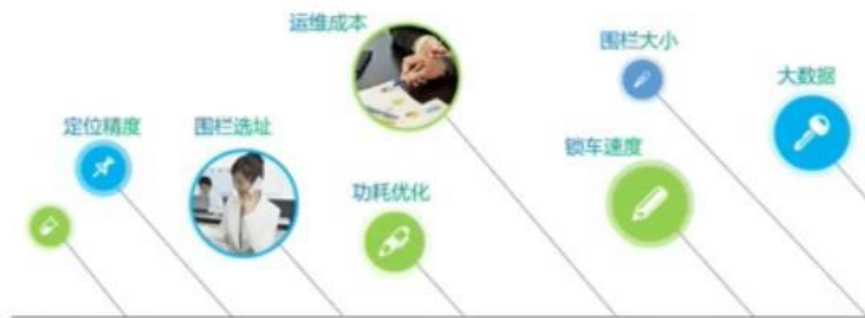 运维成本
围栏大小
大数据
定位精度
围栏选址
锁车速度
功耗优化